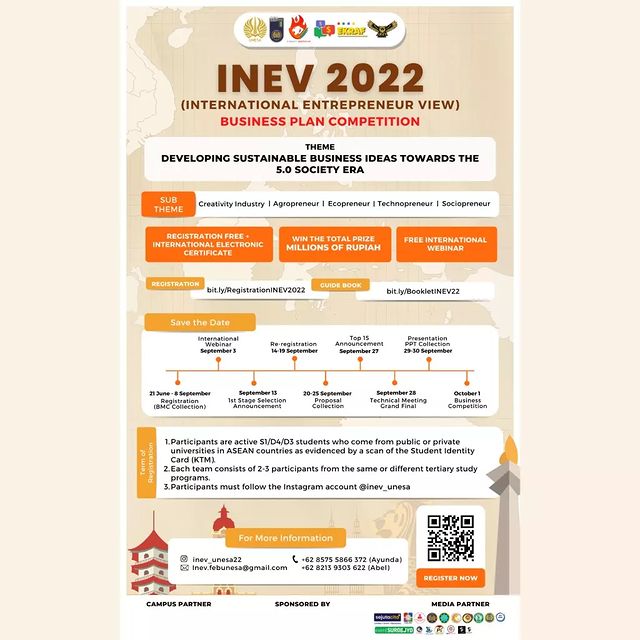 UNESA
EKRAF
INEV 2022
(INTERNATIONAL ENTREPRENEUR VIEW)
BUSINESS PLAN COMPETITION
THEME
DEVELOPING SUSTAINABLE BUSINESS IDEAS TOWARDS THE
5.0 SOCIETY ERA
SUB
THEME
Creativity Industry | Agropreneur | Ecopreneur | Technopreneur | Sociopreneur
REGISTRATION FREE +
INTERNATIONAL ELECTRONIC
CERTIFICATE
WIN THE TOTAL PRIZE
MILLIONS OF RUPIAH
FREE INTERNATIONAL
WEBINAR
REGISTRATION
bit.ly/RegistrationINEV2022
GUIDE BOOK
bit.ly/BookletINEV22
Save the Date
International
Webinar
September 3
Re-registration
14-19 September
Top 15
Announcement
September 27
Presentation
PPT Collection
29-30 September
21 June - 8 September
Registration
(BMC Collection)
September 13
1st Stage Selection
Announcement
20-25 September
Proposal
Collection
September 28
Technical Meeting
Grand Final
October 1
Business
Competition
Term of
Registration
1.Participants are active S1/D4/D3 students who come from public or private
universities in ASEAN countries as evidenced by a scan of the Student Identity
Card (KTM).
2.Each team consists of 2-3 participants from the same or different tertiary study
programs.
3.Participants must follow the Instagram account @inev_unesa
For More Information
inev_unesa22
Inev.febunesa@gmail.com
+62 8575 5866 372 (Ayunda)
+62 8213 9303 622 (Abel)
REGISTER NOW
CAMPUS PARTNER
SPONSORED BY
MEDIA PARTNER
sejutacita